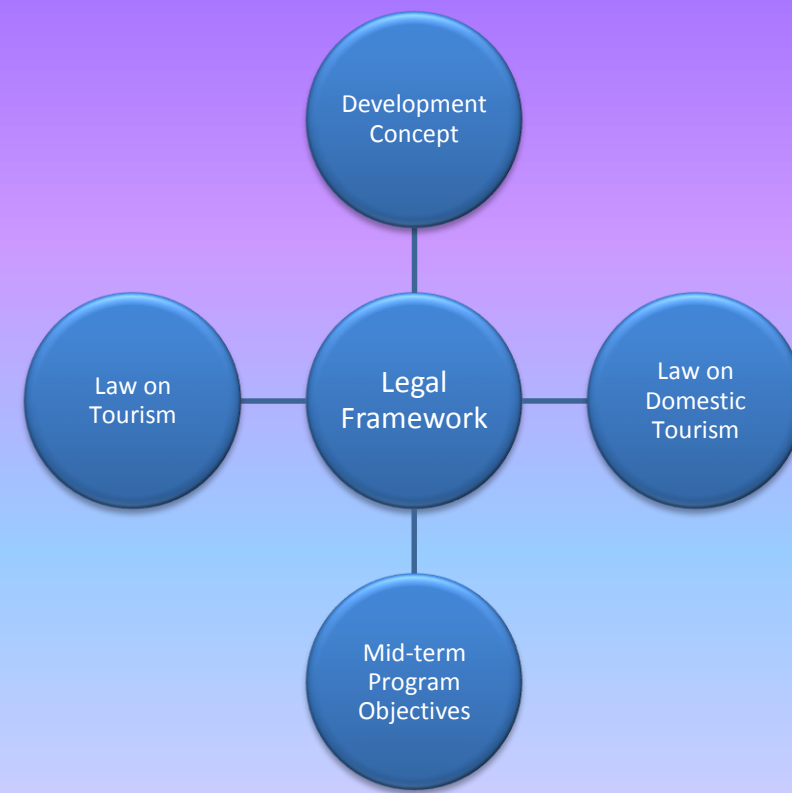 Development
Concept
Law on
Tourism
Legal
Framework
Law on
Domestic
Tourism
Mid-term
Program
Objectives